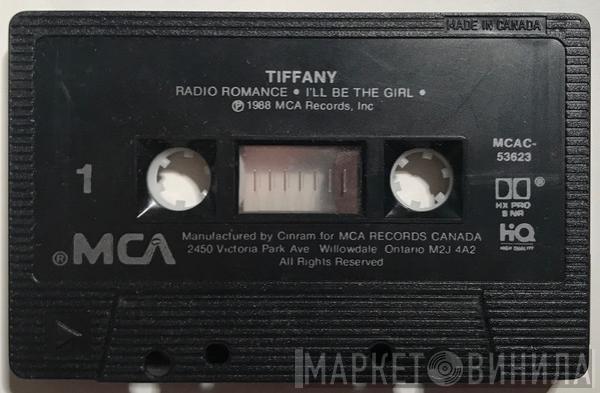 MADE IN CANADA
TIFFANY
RADIO ROMANCE • I'LL BE THE GIRL •
℗ 1988 MCA Records, Inc
MCAC-
53623
1
HX PRO
B NR
HQ
® MCA
Manufactured by Cinram for MCA RECORDS CANADA
2450 Victoria Park Ave Willowdale Ontario M2J 4A2
All Rights Reserved
МАРКЕТ ВИНИЛА